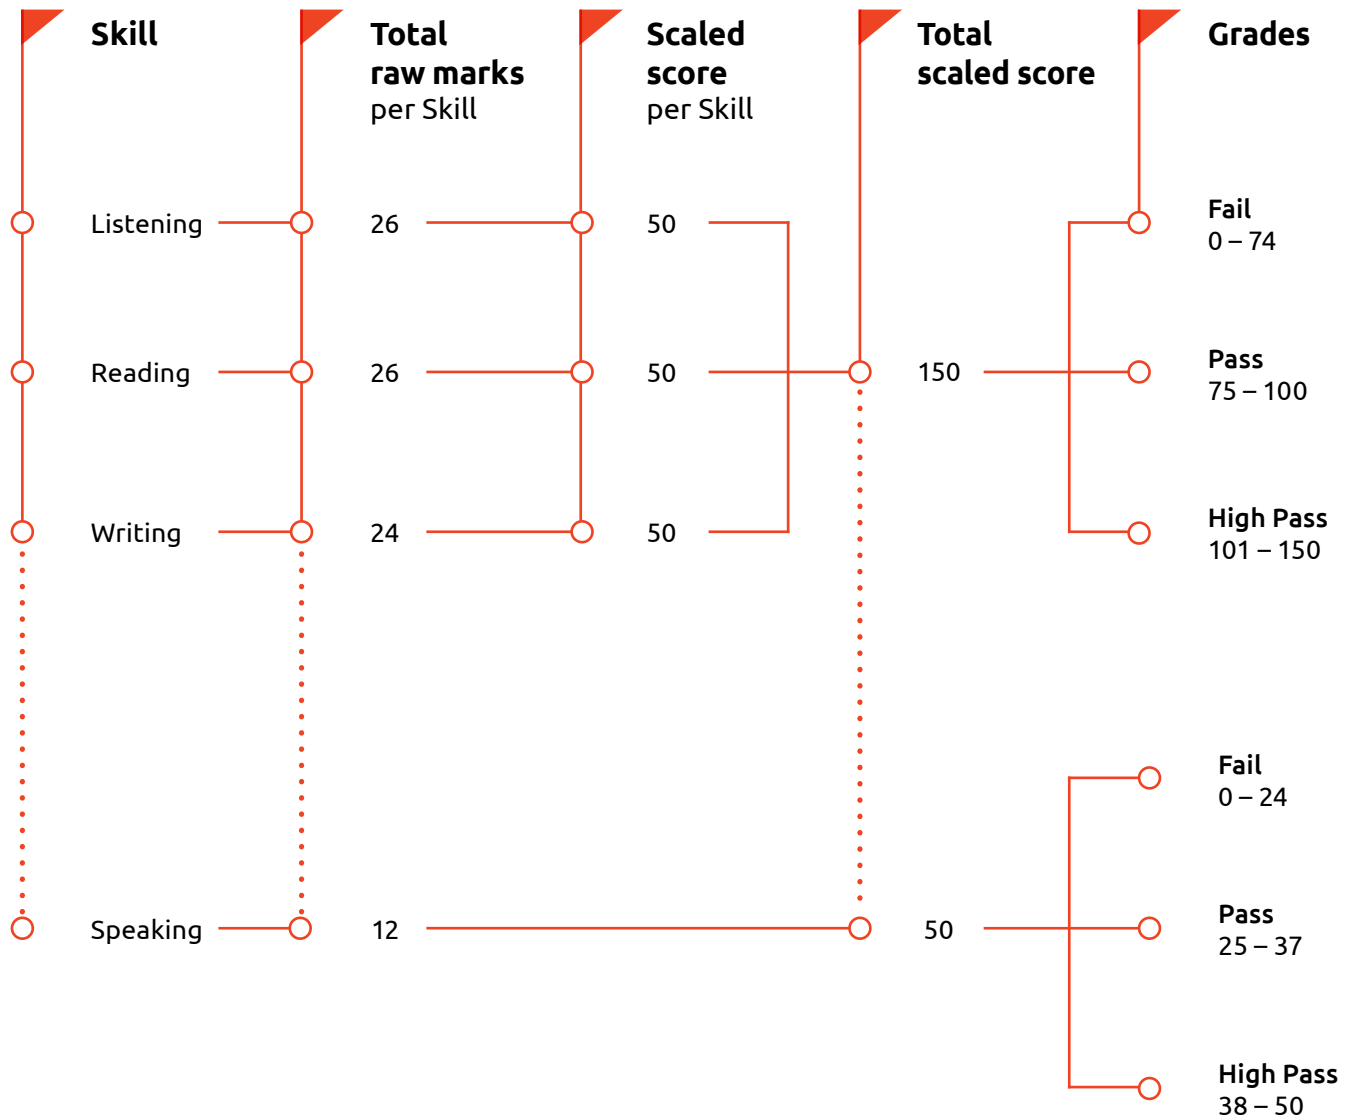 Skill
Total
raw marks
per Skill
Scaled
score
per Skill
Total
scaled score
Grades
Listening
26
50
Fail
0 – 74
Reading
26
50
150
Pass
75 – 100
Writing
24
50
High Pass
101 – 150
Fail
0 – 24
Speaking
12
50
Pass
25 – 37
High Pass
38 – 50